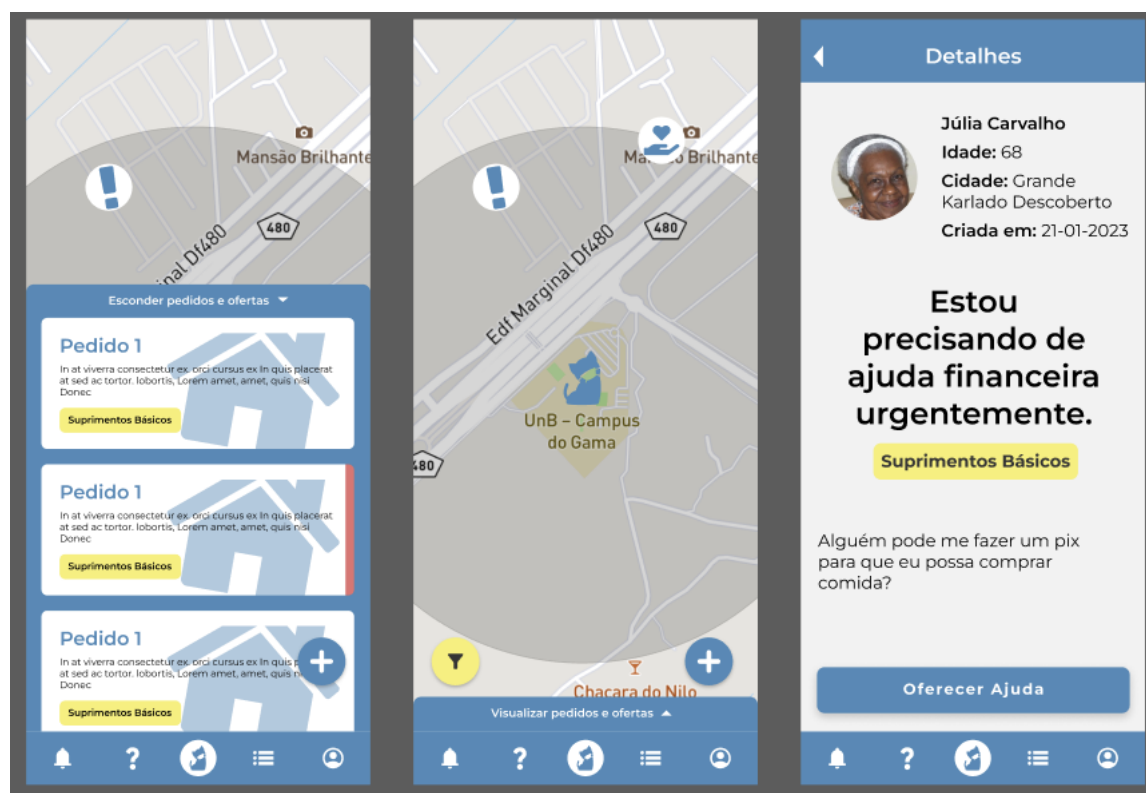 Mansão Brilhante
480
Edf Marginal Df480
Esconder pedidos e ofertas
Pedido 1
In at viverra consectetur ex. orci cursus ex In quis placerat
at sed ac tortor. lobortis, Lorem amet, amet, quis nisi
Donec
Suprimentos Básicos
Pedido 1
In at viverra consectetur ex. orci cursus ex In quis placerat
at sed ac tortor. lobortis, Lorem amet, amet, quis nisi
Donec
Suprimentos Básicos
Pedido 1
In at viverra consectetur ex. orci cursus ex In quis
at sed ac tortor. lobortis, Lorem amet, amet, quis
Donec
Suprimentos Básicos
?
Brilhante
480
Edf Marginal Df480
UnB – Campus
do Gama
480
Chacara do Nilo
Visualizar pedidos e ofertas
?
Detalhes
Júlia Carvalho
Idade: 68
Cidade: Grande
Karlado Descoberto
Criada em: 21-01-2023
Estou
precisando de
ajuda financeira
urgentemente.
Suprimentos Básicos
Alguém pode me fazer um pix
para que eu possa comprar
comida?
Oferecer Ajuda
?